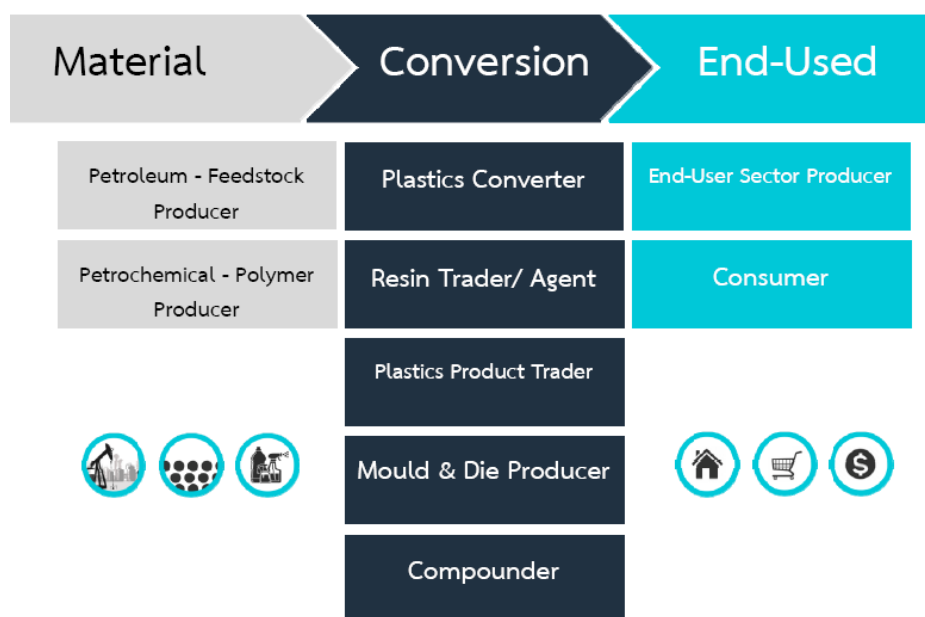 Material
Conversion
End-Used
Petroleum - Feedstock
Producer
Petrochemical - Polymer
Producer
Plastics Converter
Resin Trader/ Agent
Plastics Product Trader
Mould & Die Producer
Compounder
End-User Sector Producer
Consumer